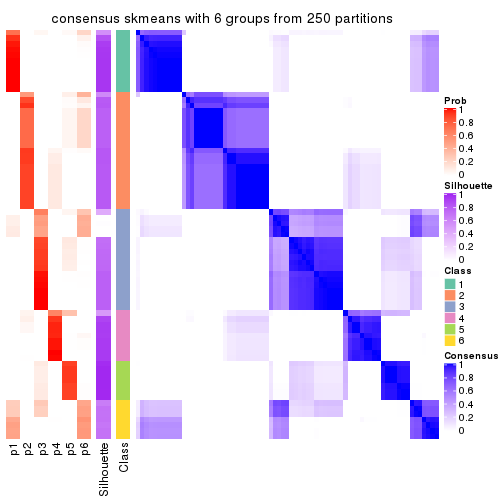 consensus skmeans with 6 groups from 250 partitions
Prob
1
0.8
0.6
0.4
0.2
0
Silhouette
1
0.8
0.6
0.4
0.2
0
Class
1
2
3
4
5
6
Consensus
1
0.8
0.6
0.4
0.2
0
p1
p2
p3
p4
p5
p6
Silhouette
Class